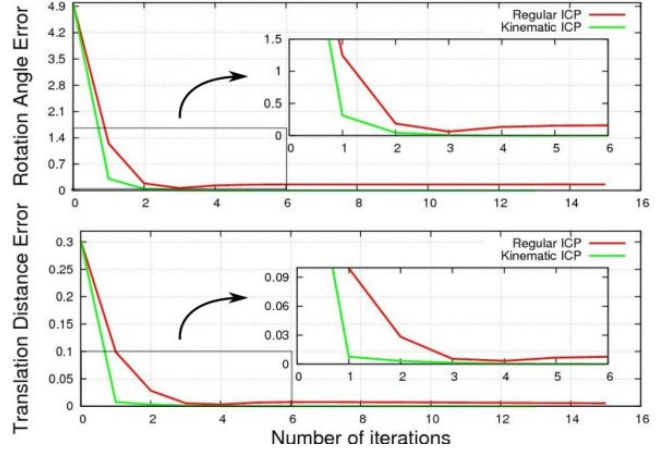 Rotation Angle Error
4.9
4.2
3.5
2.8
2.1
1.4
0.7
0
Regular ICP
Kinematic ICP
1.5
1
0.5
0
0 1 2 3 4 5 6
0 2 4 6 8 10 12 14 16
Translation Distance Error
0.3
0.25
0.2
0.15
0.1
0.05
0
Regular ICP
Kinematic ICP
0.09
0.06
0.03
0
0 1 2 3 4 5 6
0 2 4 6 8 10 12 14 16
Number of iterations